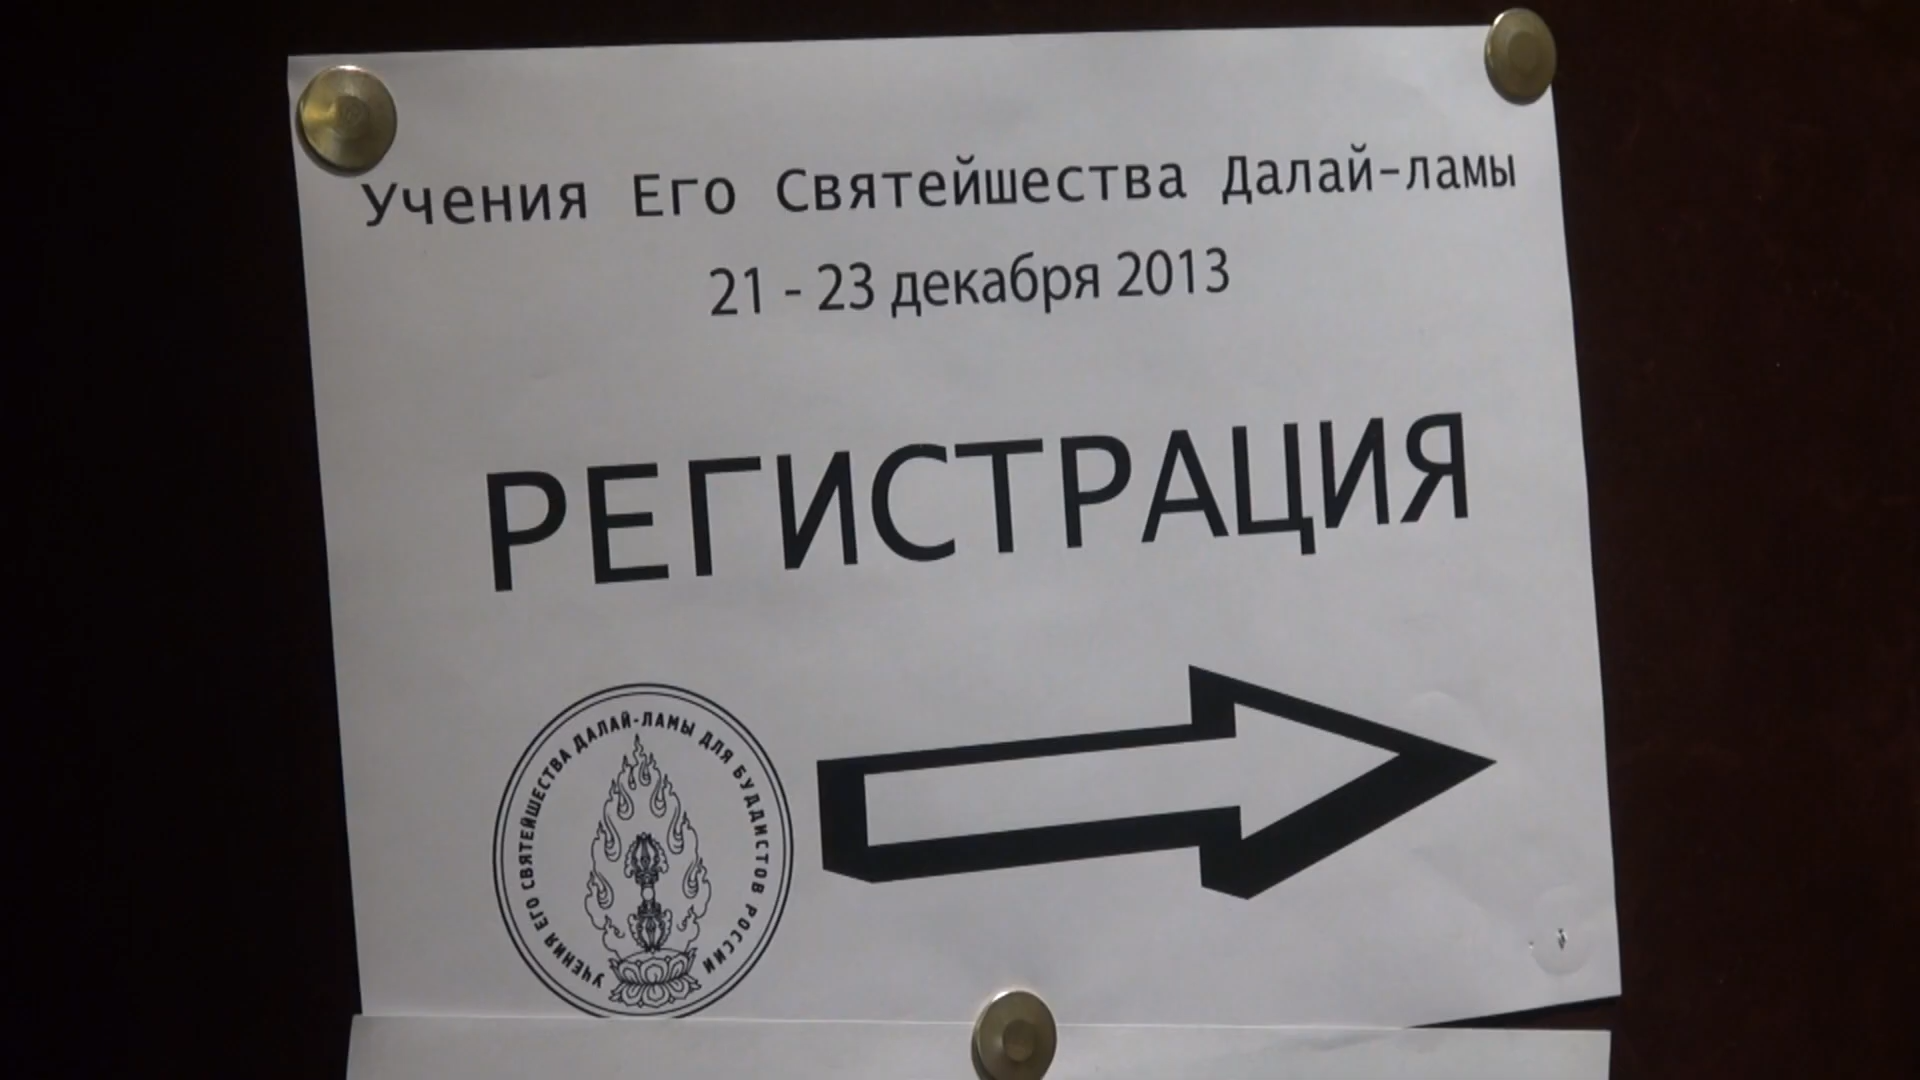 Учения Его Святейшества Далай-ламы
21 - 23 декабря 2013
РЕГИСТРАЦИЯ
УЧЕНИЯ ЕГО СВЯТЕЙШЕСТВА ДАЛАЙ-ЛАМЫ ДЛЯ БУДДИСТОВ РОССИИ